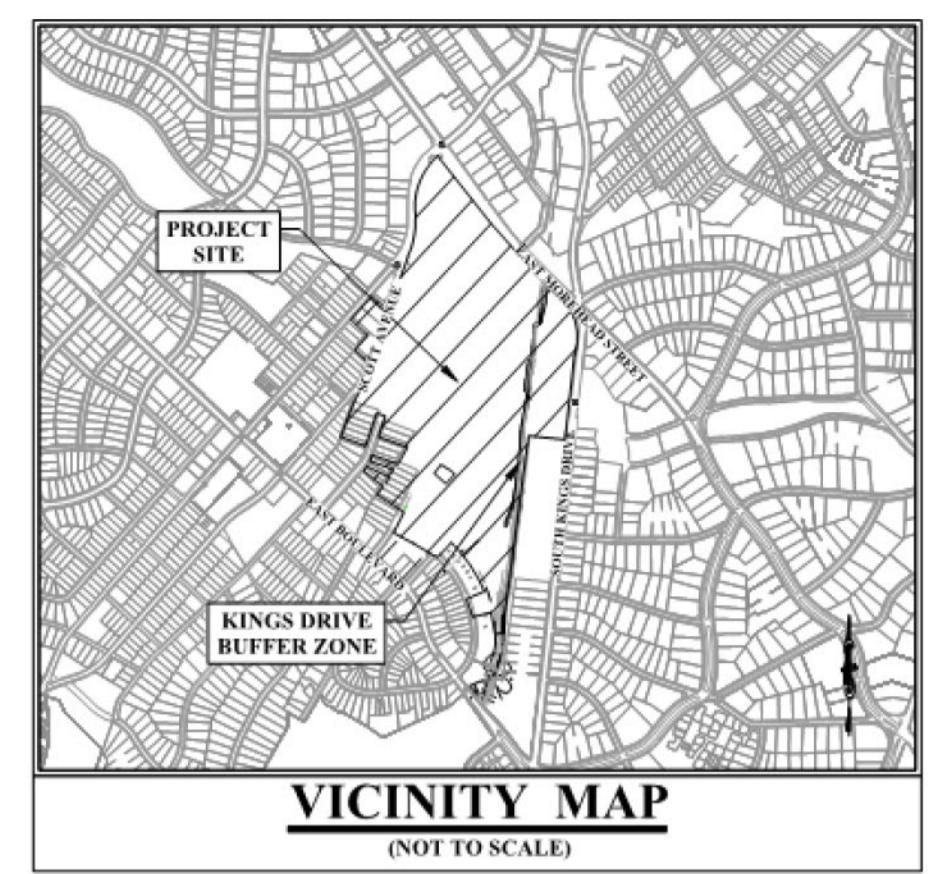 PROJECT
SITE
EAST MOREHEAD STREET
SCOTT AVENUE
SOUTH KINGS DRIVE
EAST BOULEVARD
KINGS DRIVE
BUFFER ZONE
VICINITY MAP
(NOT TO SCALE)